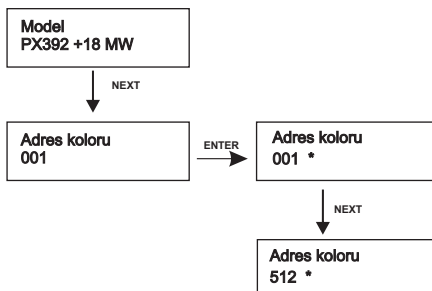 Model
PX392 +18 MW
NEXT
Adres koloru
001
ENTER
Adres koloru
001 *
NEXT
Adres koloru
512 *